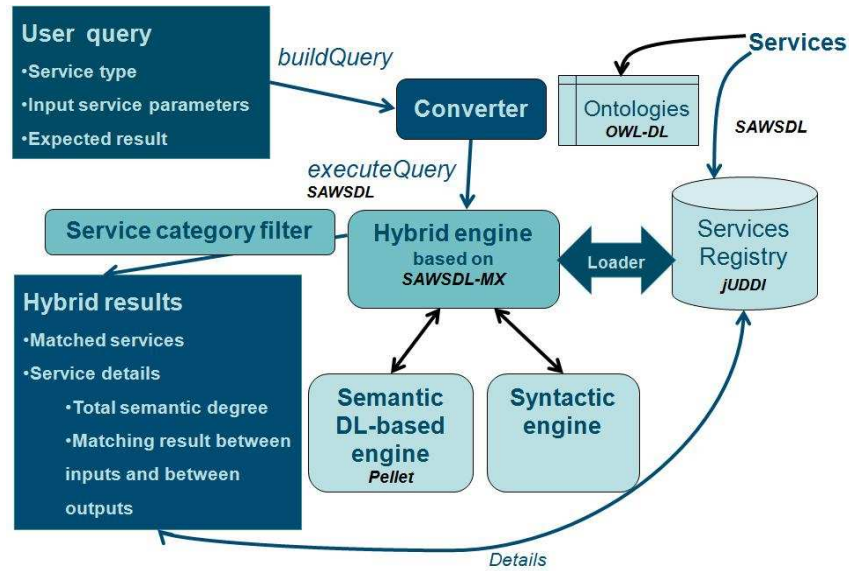 User query
•Service type
•Input service parameters
•Expected result
buildQuery
Converter
Ontologies
OWL-DL
Services
SAWSDL
executeQuery
SAWSDL
Service category filter
Hybrid engine
based on
SAWSDL-MX
Loader
Services
Registry
jUDDI
Hybrid results
•Matched services
•Service details
•Total semantic degree
•Matching result between
inputs and between
outputs
Semantic
DL-based
engine
Pellet
Syntactic
engine
Details